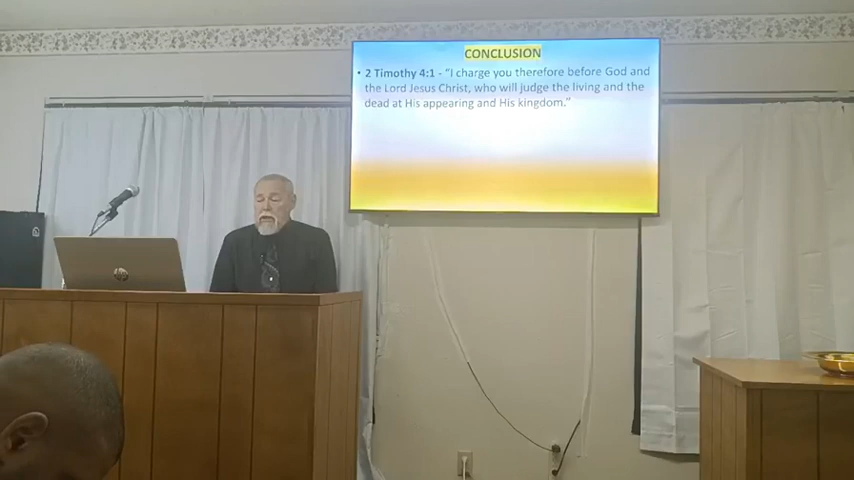 CONCLUSION
• 2 Timothy 4:1 - “I charge you therefore before God and
the Lord Jesus Christ, who will judge the living and the
dead at His appearing and His kingdom.”